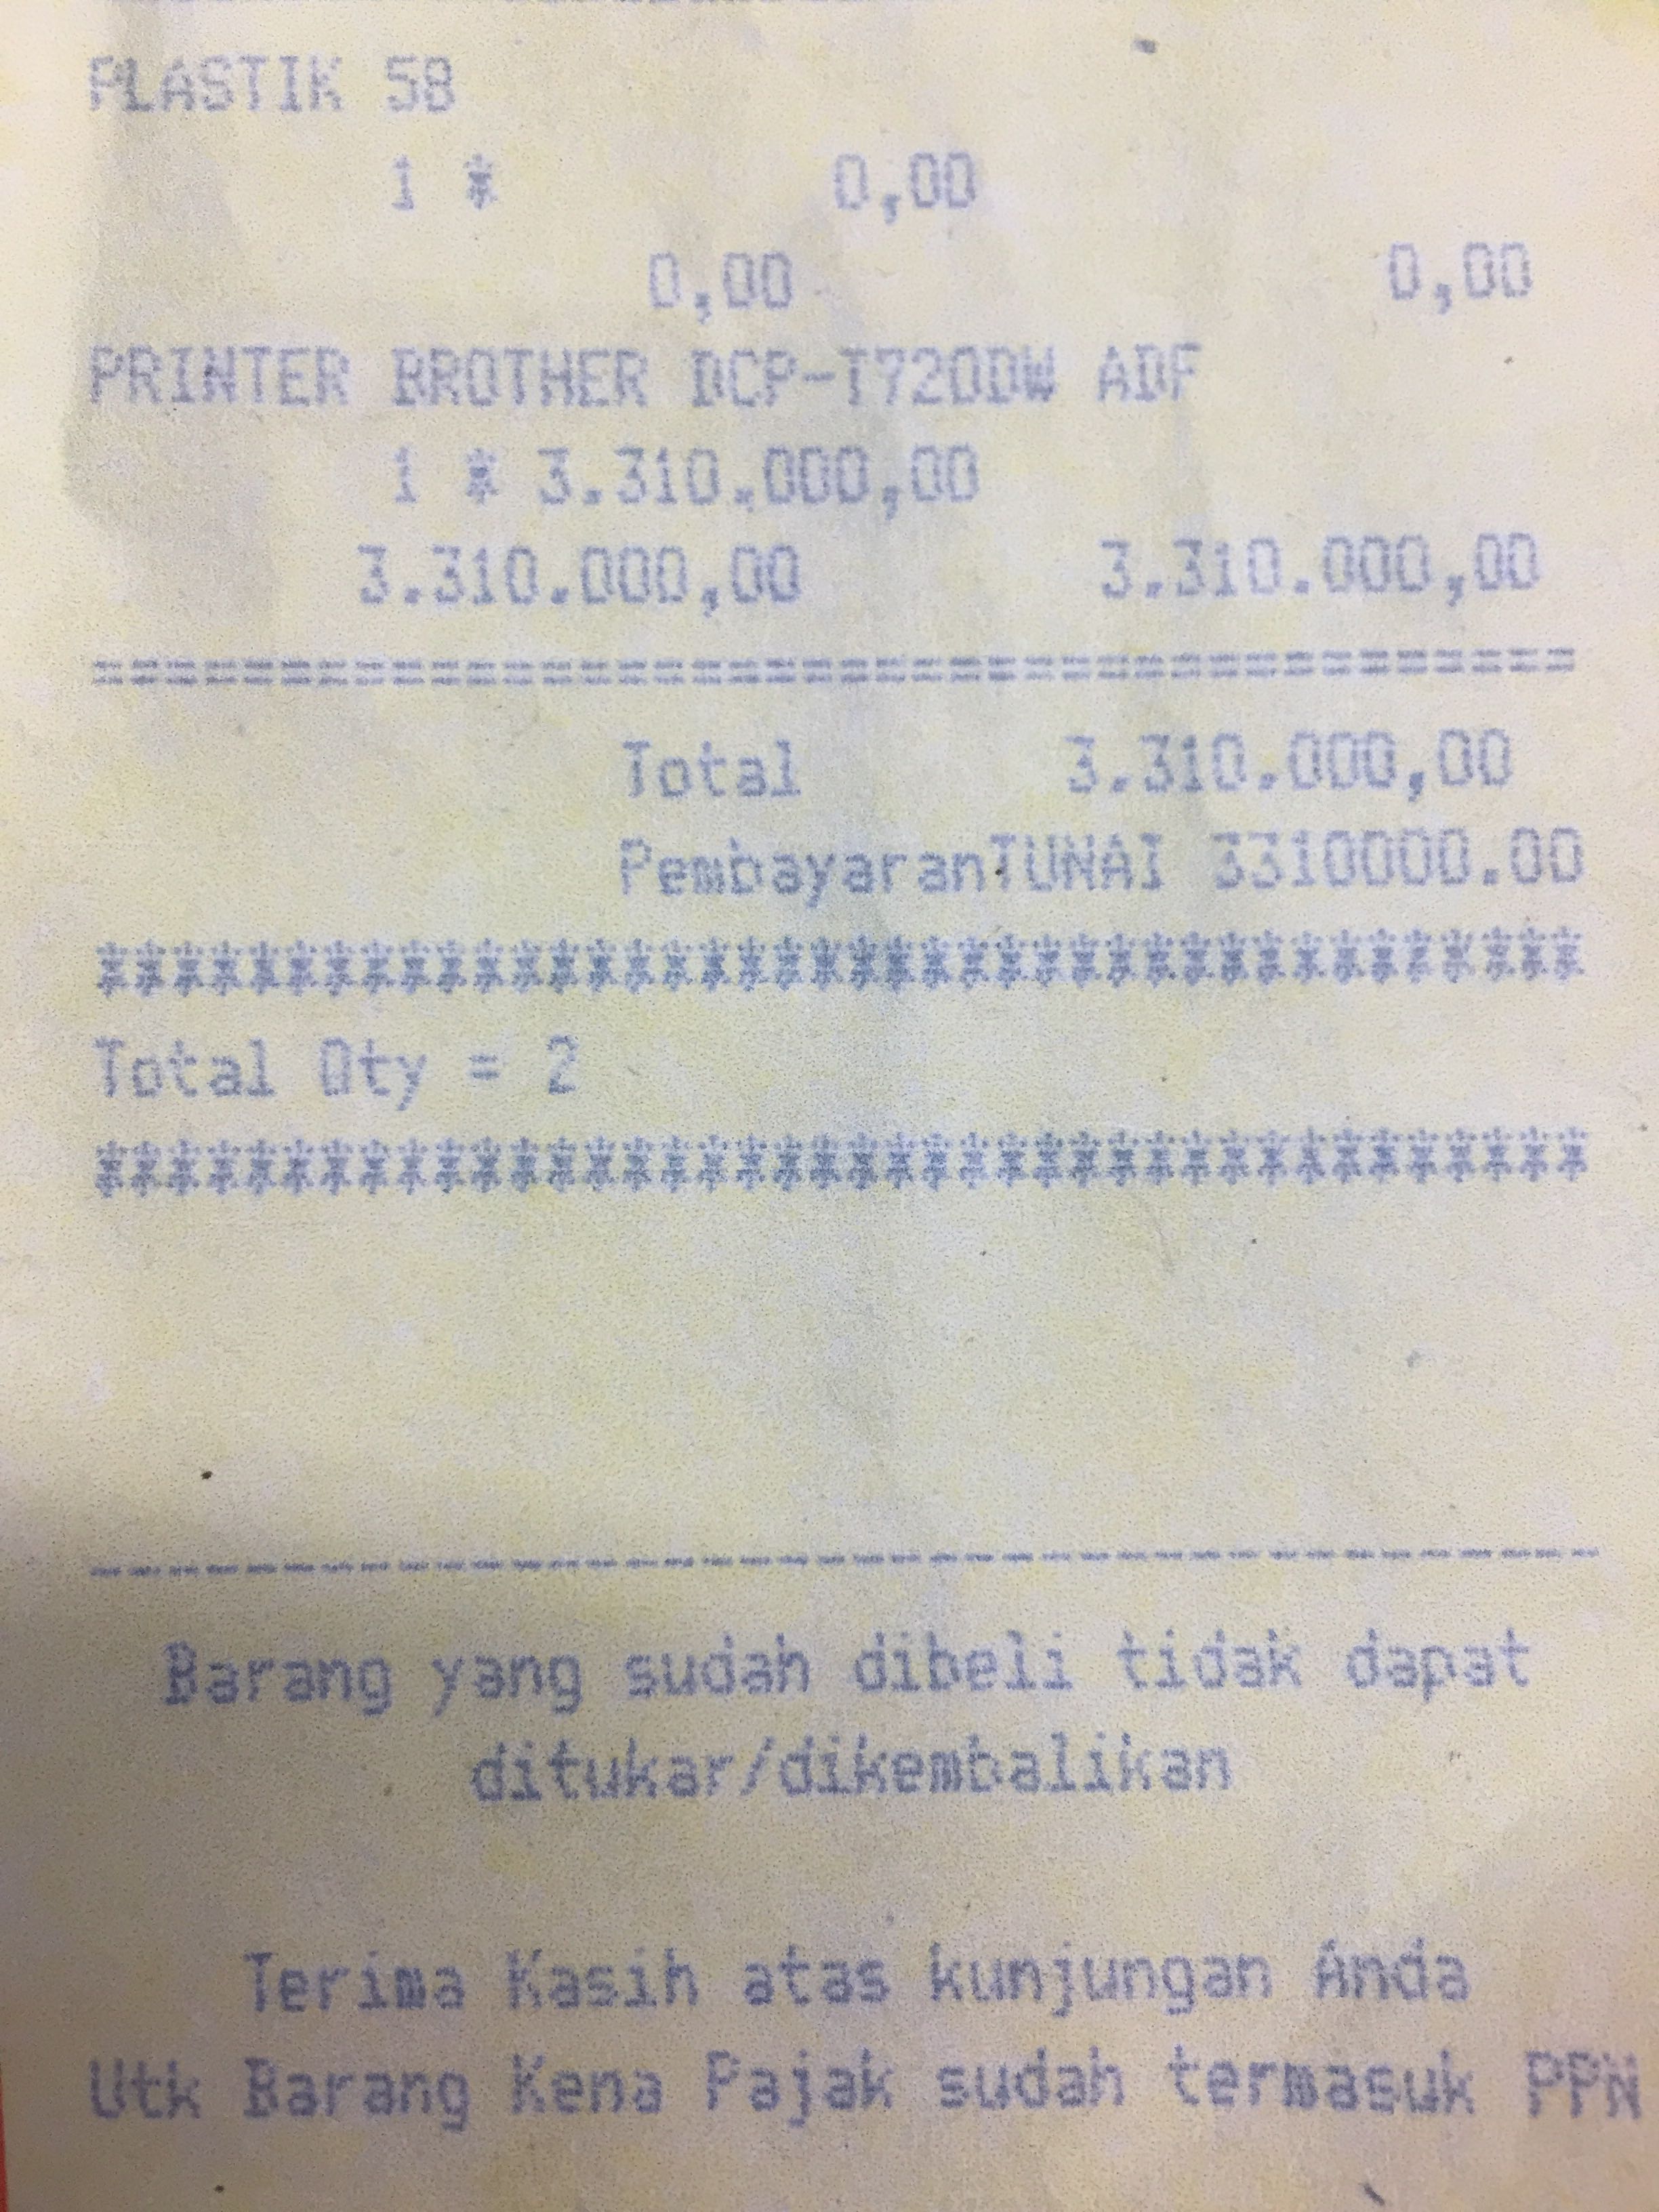 PLASTIK 58
1 * 0,00
0,00 0,00
PRINTER BROTHER DCP-T720DW ADF
1 * 3.310.000,00
3.310.000,00 3.310.000,00
========================================
Total 3.310.000,00
PembayaranTUNAI 3310000.00
****************************************
Total Qty = 2
****************************************
----------------------------------------
Barang yang sudah dibeli tidak dapat
ditukar/dikembalikan
Terima Kasih atas kunjungan Anda
Utk Barang Kena Pajak sudah termasuk PPN